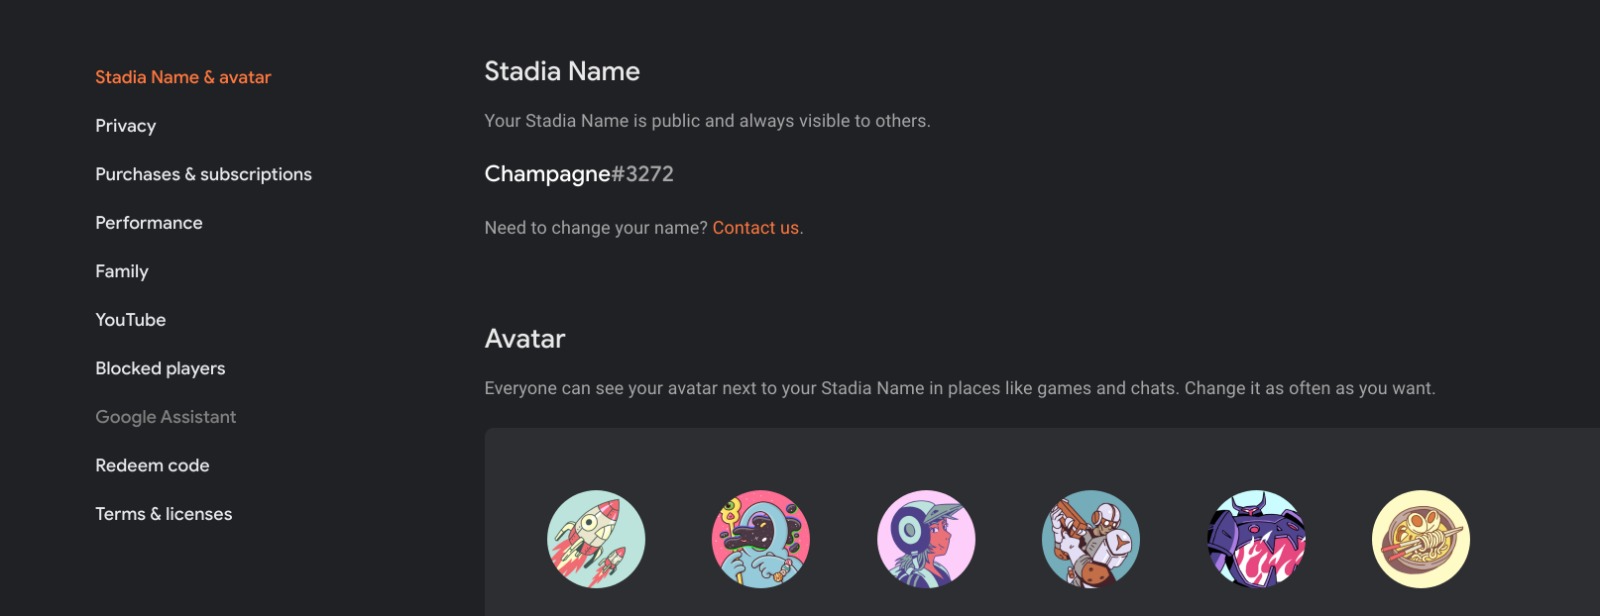 Stadia Name & avatar
Privacy
Purchases & subscriptions
Performance
Family
YouTube
Blocked players
Google Assistant
Redeem code
Terms & licenses
Stadia Name
Your Stadia Name is public and always visible to others.
Champagne#3272
Need to change your name? Contact us.
Avatar
Everyone can see your avatar next to your Stadia Name in places like games and chats. Change it as often as you want.